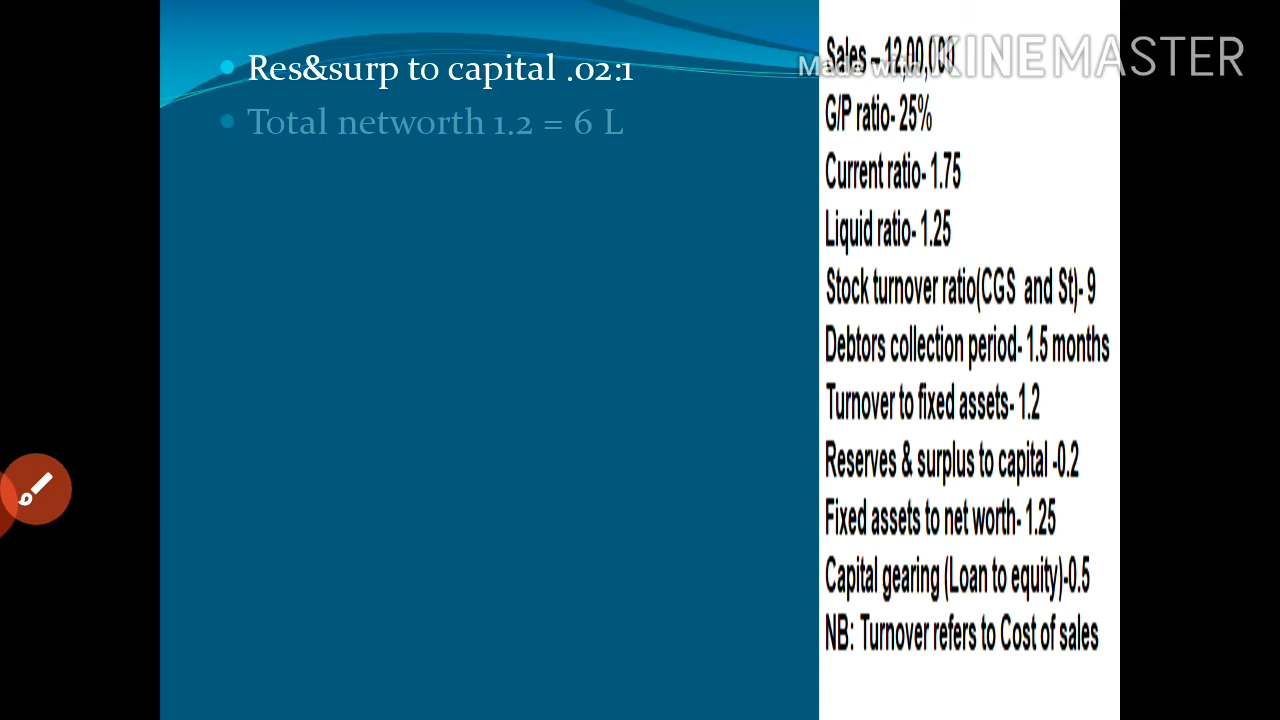 Res&surp to capital .02:1
Total networth 1.2 = 6 L
Made with KINEMASTER
Sales – 12,00,000
G/P ratio- 25%
Current ratio- 1.75
Liquid ratio- 1.25
Stock turnover ratio(CGS and St)- 9
Debtors collection period- 1.5 months
Turnover to fixed assets- 1.2
Reserves & surplus to capital -0.2
Fixed assets to net worth- 1.25
Capital gearing (Loan to equity)-0.5
NB: Turnover refers to Cost of sales